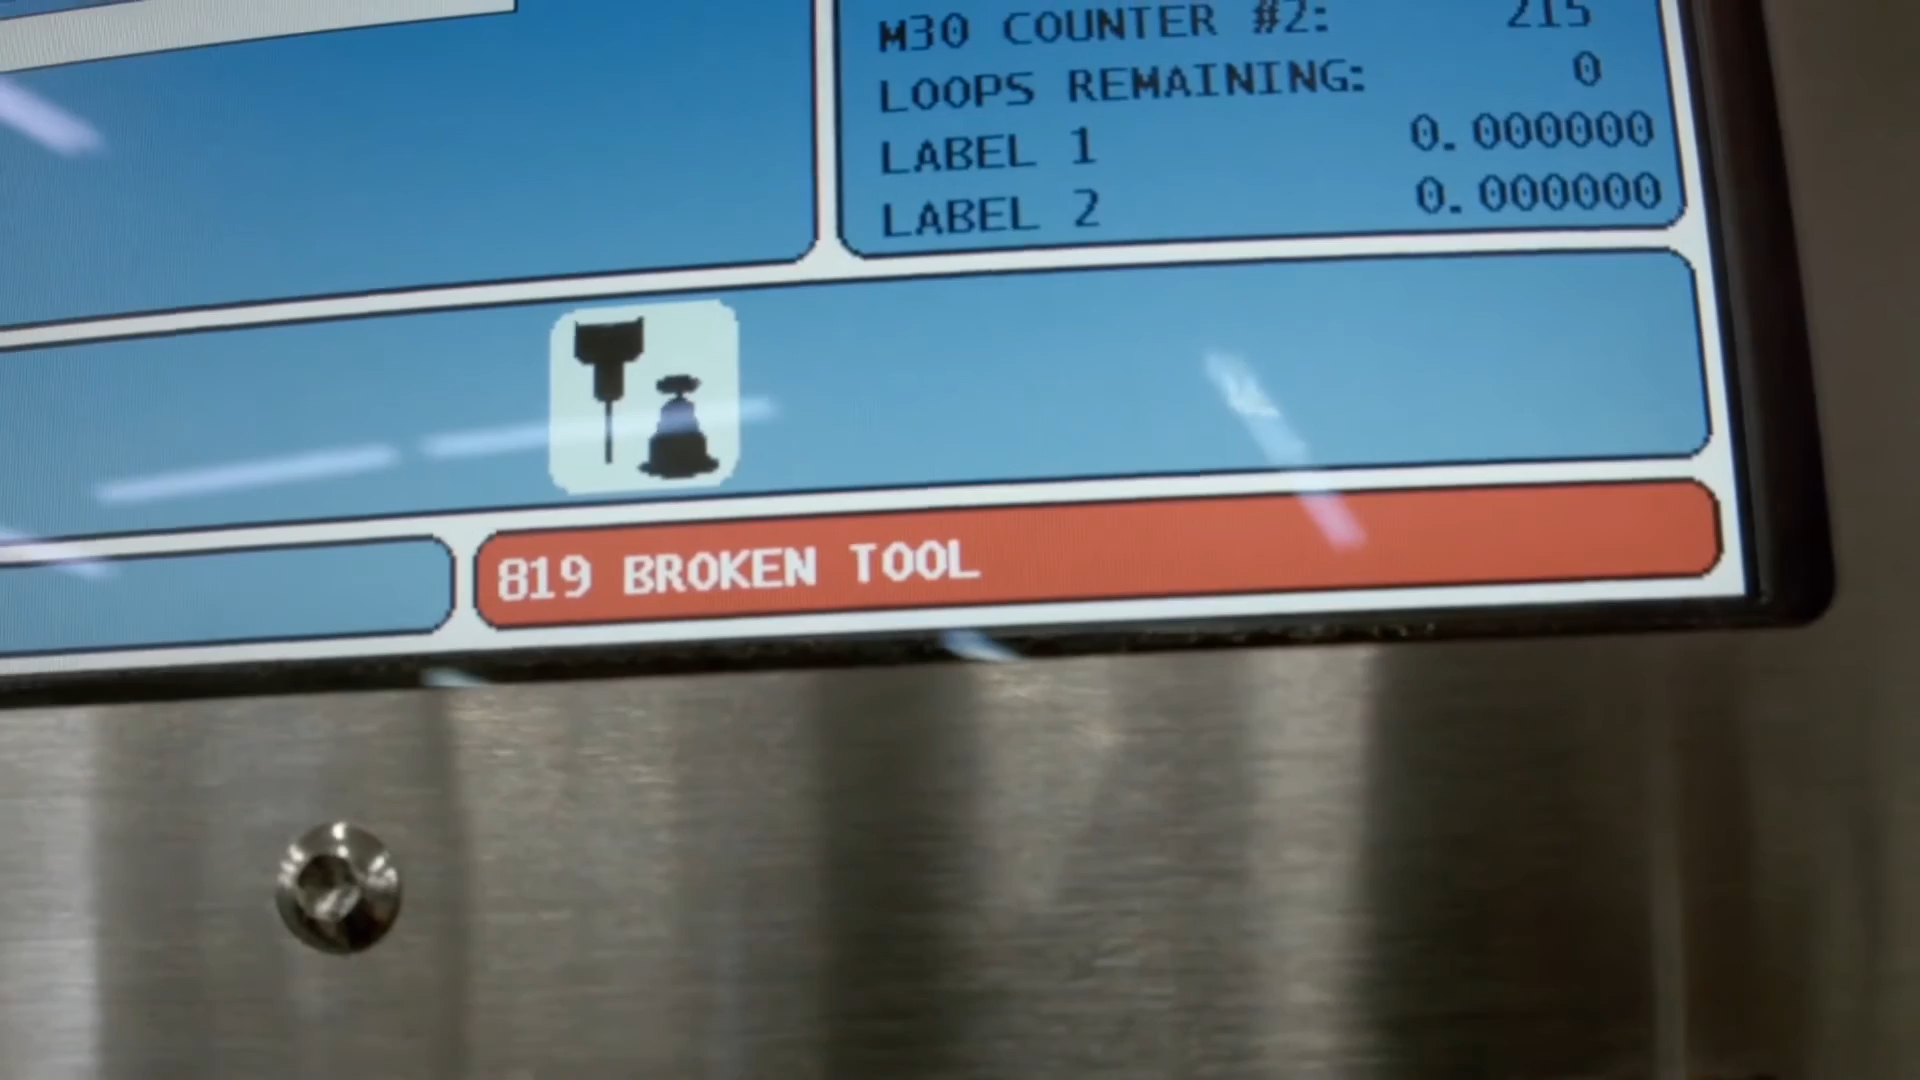 M30 COUNTER #2: 215
LOOPS REMAINING: 0
LABEL 1 0.000000
LABEL 2 0.000000
819 BROKEN TOOL